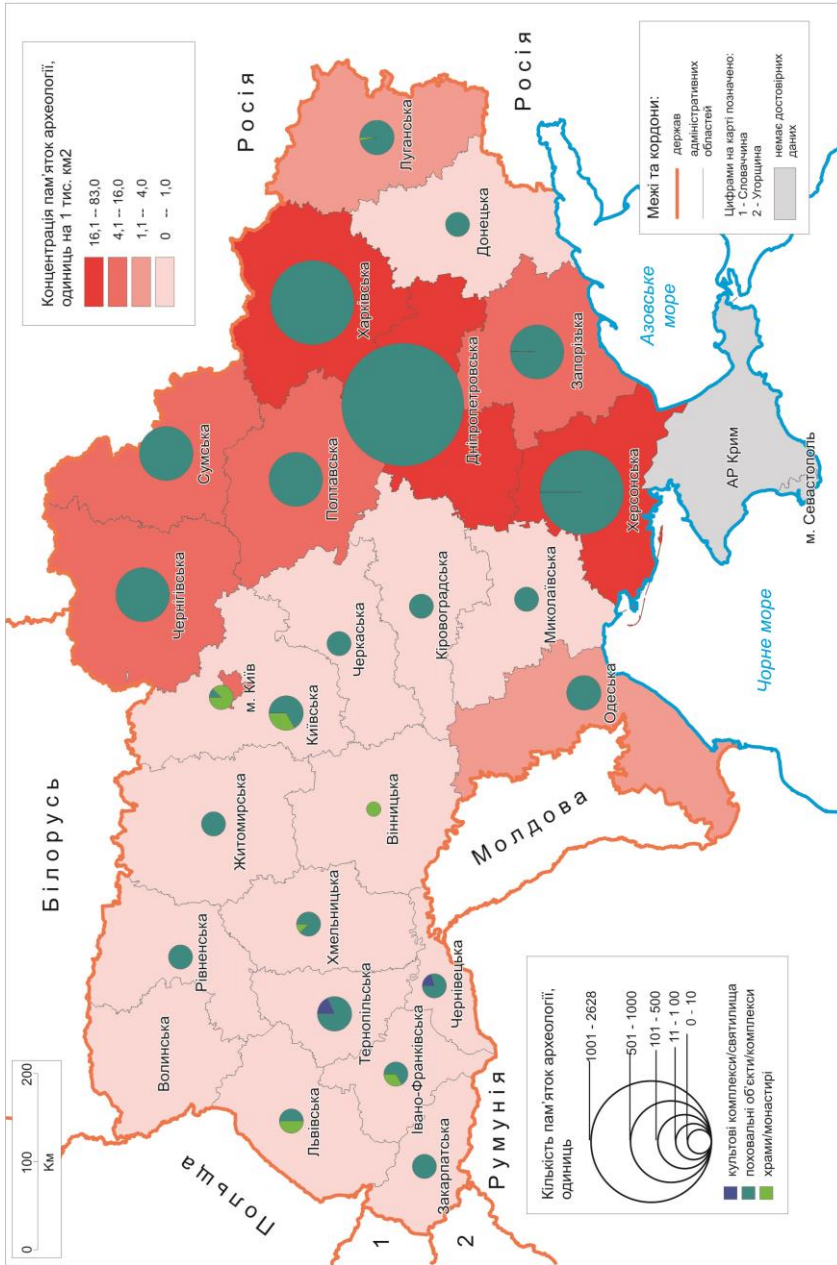 Концентрація пам'яток археології,
одиниць на 1 тис. км2
16,1 -- 83,0
4,1 -- 16,0
1,1 -- 4,0
0 -- 1,0
0
100
200
Км
Білорусь
Росія
Росія
Польща
1
2
Румунія
Молдова
Чорне море
Азовське
море
Волинська
Рівненська
Житомирська
м. Київ
Київська
Чернігівська
Сумська
Львівська
Тернопільська
Хмельницька
Вінницька
Черкаська
Полтавська
Харківська
Луганська
Закарпатська
Івано-Франківська
Чернівецька
Кіровоградська
Дніпропетровська
Донецька
Одеська
Миколаївська
Херсонська
Запорізька
АР Крим
м. Севастополь
Кількість пам'яток археології,
одиниць
1001 - 2628
501 - 1000
101 - 500
11 - 1 00
0 - 10
культові комплекси/святилища
поховальні об'єкти/комплекси
храми/монастирі
Межі та кордони:
держав
адміністративних
областей
Цифрами на карті позначено:
1 - Словаччина
2 - Угорщина
немає достовірних
даних